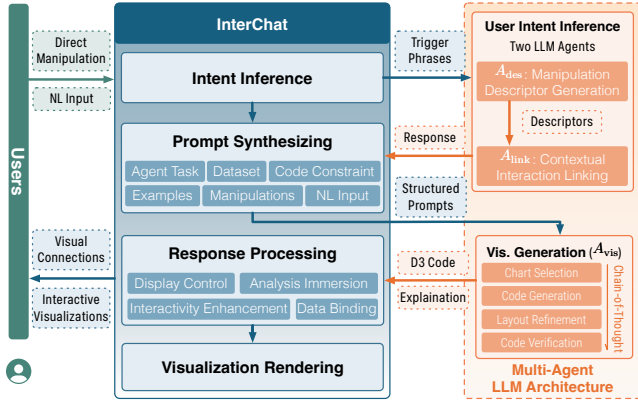 Users
Direct
Manipulation
NL Input
Visual
Connections
Interactive
Visualizations
InterChat
Intent Inference
Prompt Synthesizing
Agent Task
Dataset
Code Constraint
Examples
Manipulations
NL Input
Response Processing
Display Control
Analysis Immersion
Interactivity Enhancement
Data Binding
Visualization Rendering
Trigger
Phrases
Response
Structured
Prompts
D3 Code
Explaination
User Intent Inference
Two LLM Agents
A_des: Manipulation
Descriptor Generation
Descriptors
A_link: Contextual
Interaction Linking
Vis. Generation (A_vis)
Chart Selection
Code Generation
Layout Refinement
Code Verification
Chain-of-Thought
Multi-Agent
LLM Architecture